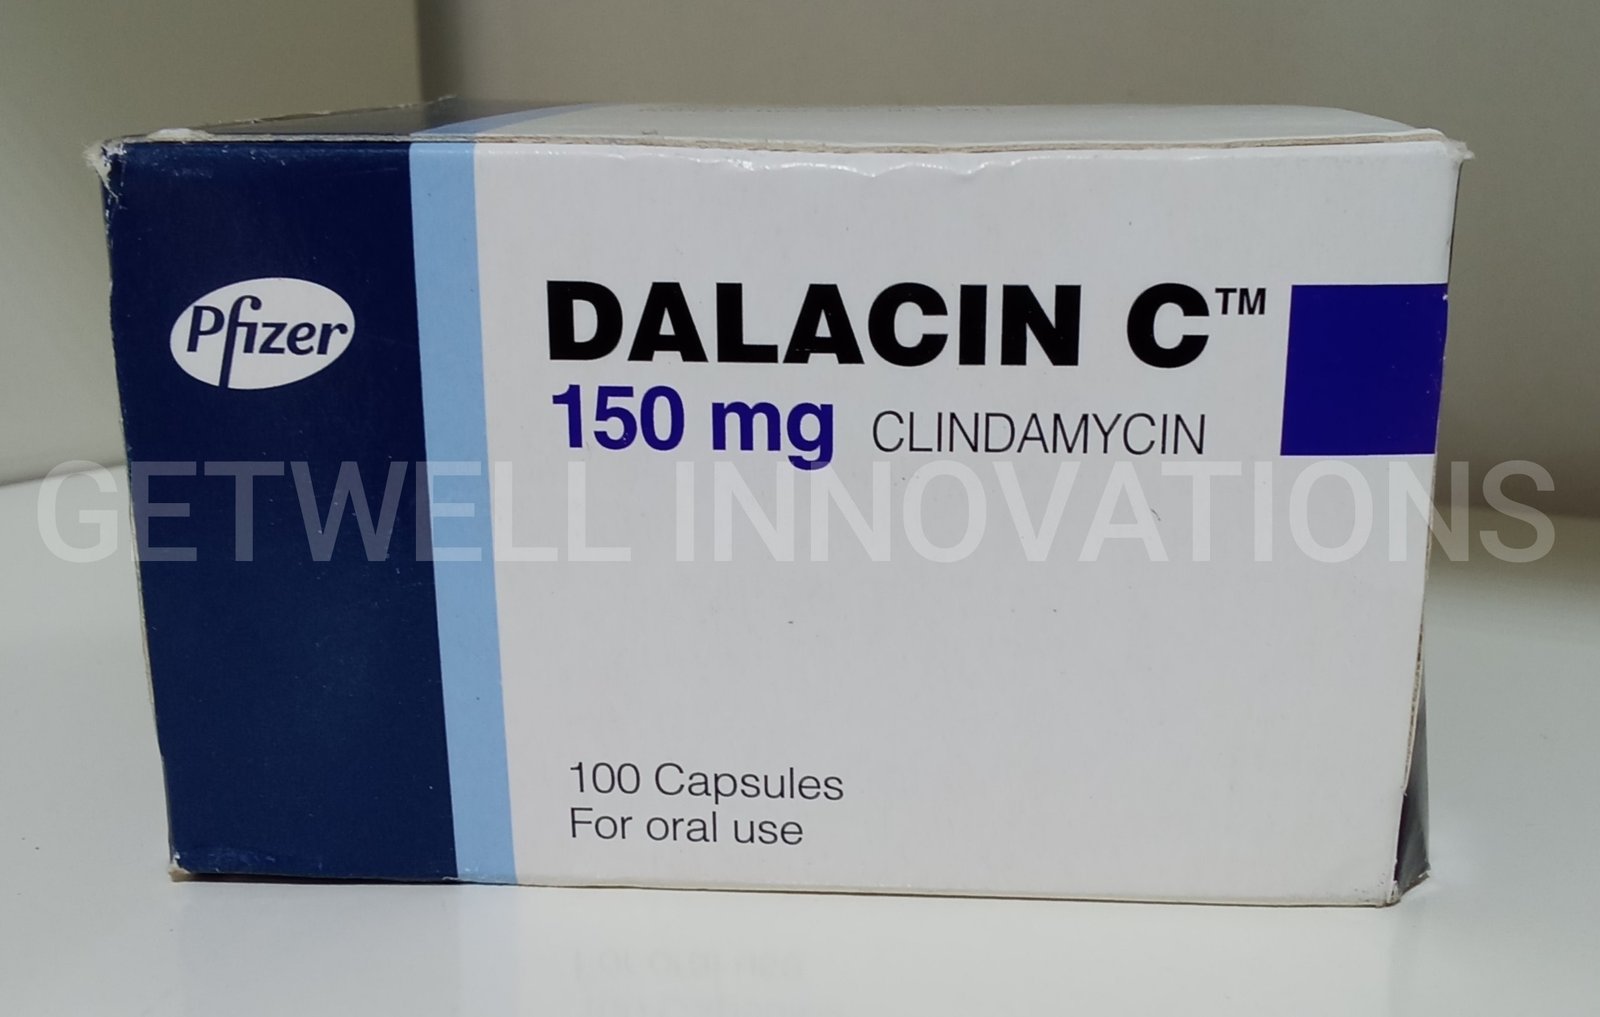 Pfizer
DALACIN C™
150 mg CLINDAMYCIN
GETWELL INNOVATIONS
100 Capsules
For oral use